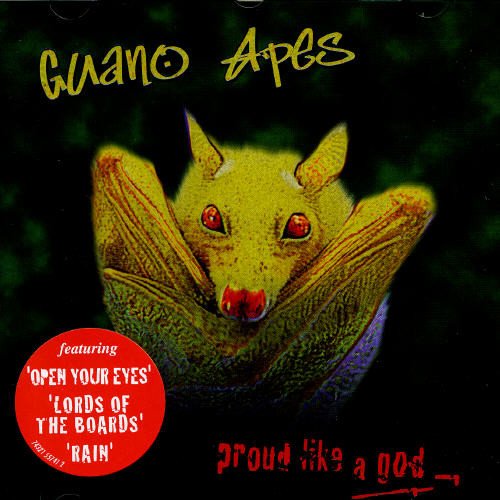 Guano Apes
featuring
'OPEN YOUR EYES'
'LORDS OF
THE BOARDS'
'RAIN'
proud like a god